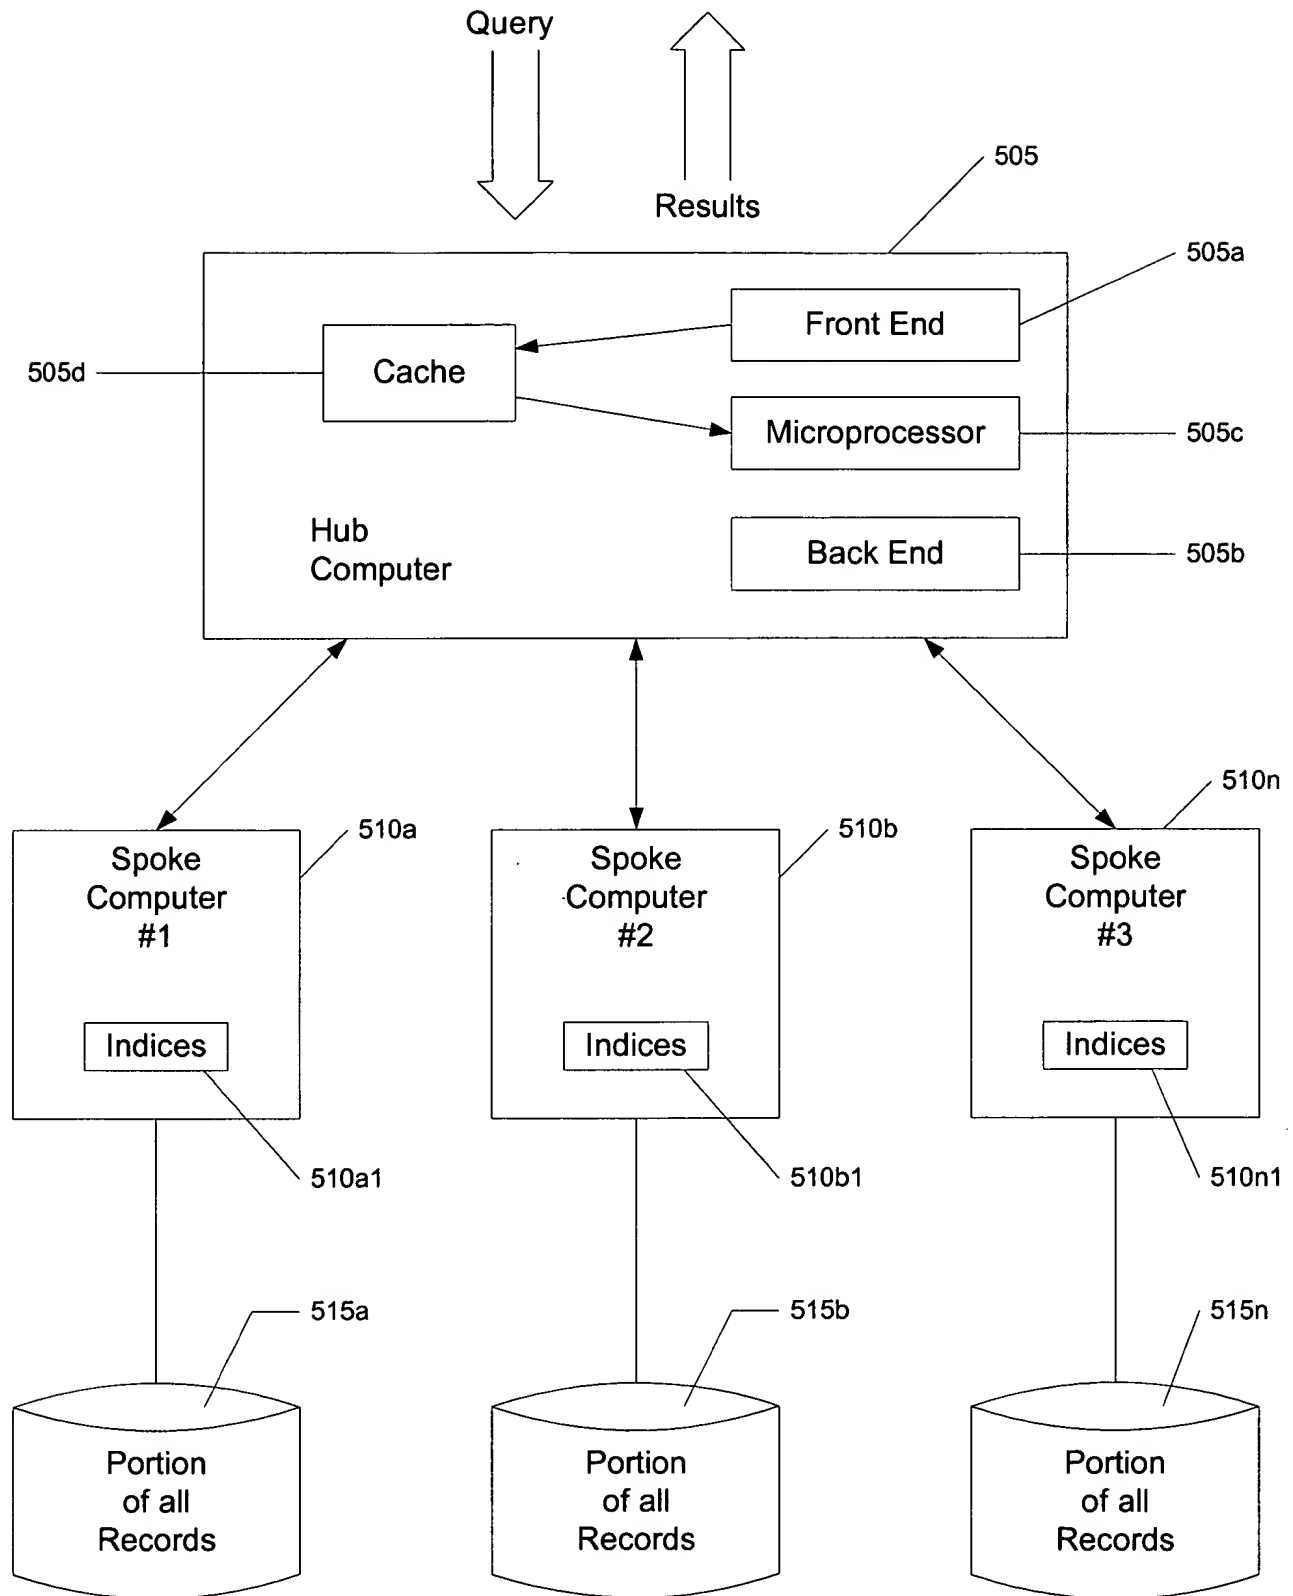 Query
Results
505
505a
Front End
Cache
505d
Microprocessor
505c
Hub
Computer
Back End
505b
510n
510a
510b
Spoke
Computer
#1
Spoke
Computer
#2
Spoke
Computer
#3
Indices
Indices
Indices
510a1
510b1
510n1
515a
515b
515n
Portion
of all
Records
Portion
of all
Records
Portion
of all
Records